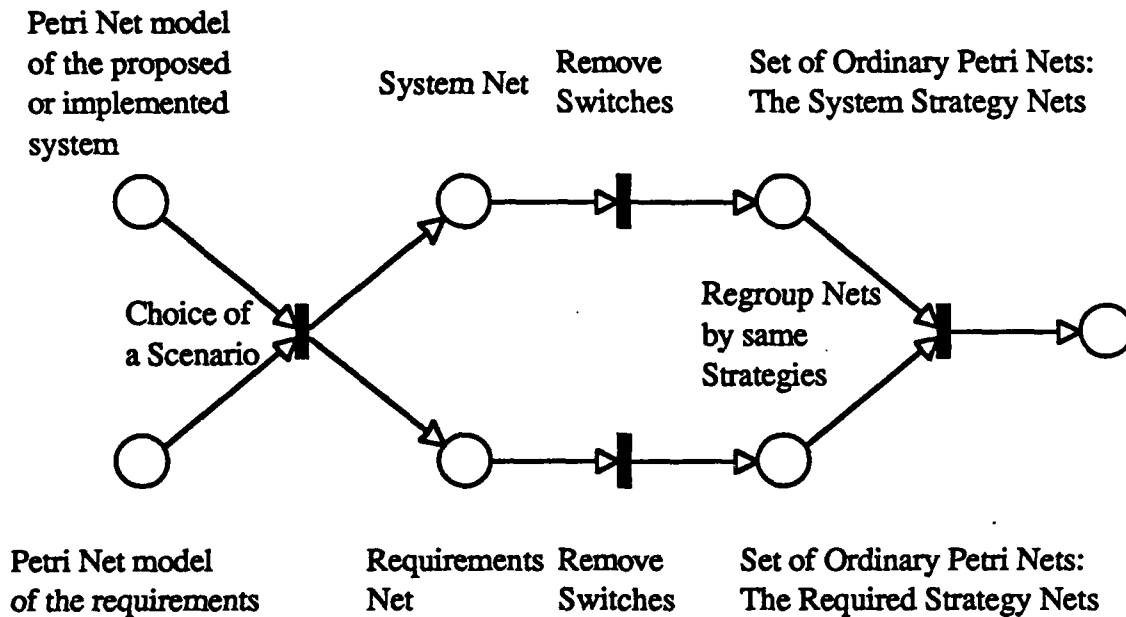 Petri Net model
of the proposed
or implemented
system
System Net
Remove
Switches
Set of Ordinary Petri Nets:
The System Strategy Nets
Choice of
a Scenario
Regroup Nets
by same
Strategies
Petri Net model
of the requirements
Requirements
Net
Remove
Switches
Set of Ordinary Petri Nets:
The Required Strategy Nets